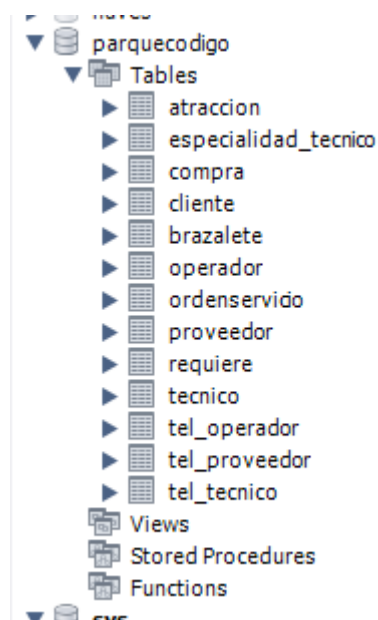 parquecodigo
Tables
atraccion
especialidad_tecnico
compra
cliente
brazalete
operador
ordenservicio
proveedor
requiere
tecnico
tel_operador
tel_proveedor
tel_tecnico
Views
Stored Procedures
Functions
sys